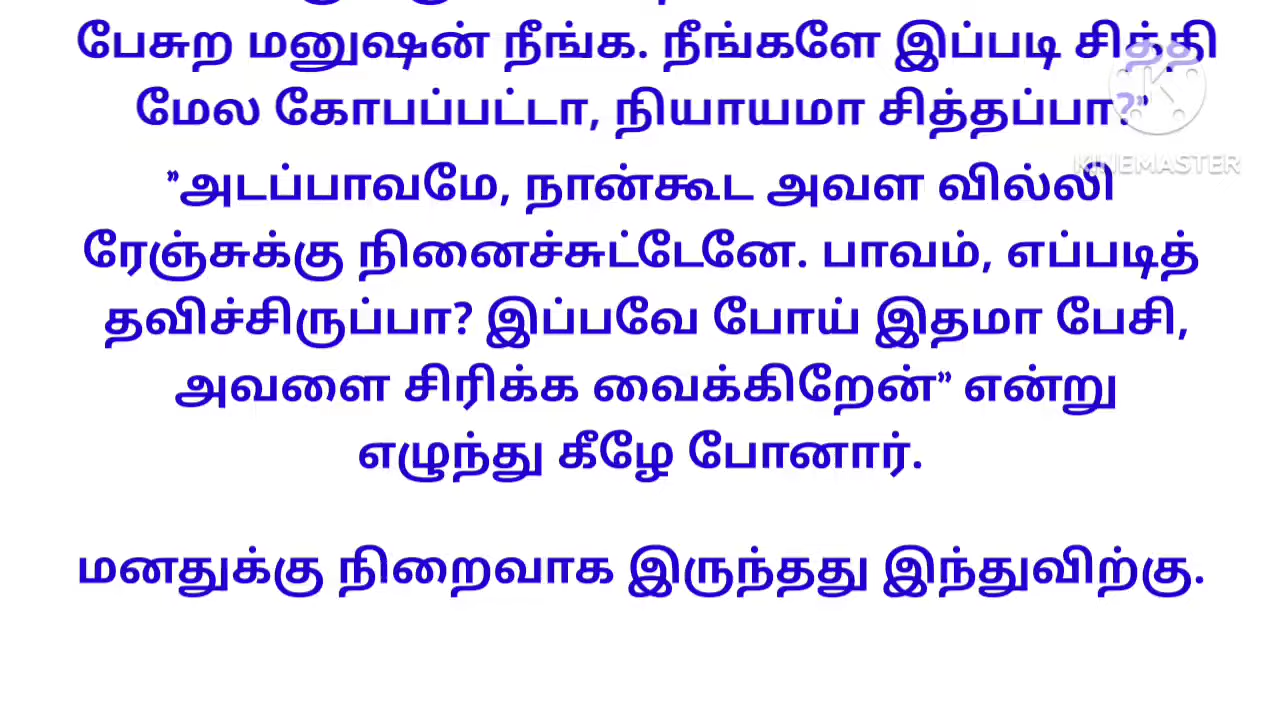 பேசுற மனுஷன் நீங்க. நீங்களே இப்படி சித்தி
மேல கோபப்பட்டா, நியாயமா சித்தப்பா?”
”அடப்பாவமே, நான்கூட அவள வில்லி
ரேஞ்சுக்கு நினைச்சுட்டேனே. பாவம், எப்படித்
தவிச்சிருப்பா? இப்பவே போய் இதமா பேசி,
அவளை சிரிக்க வைக்கிறேன்” என்று
எழுந்து கீழே போனார்.
மனதுக்கு நிறைவாக இருந்தது இந்துவிற்கு.
KINEMASTER